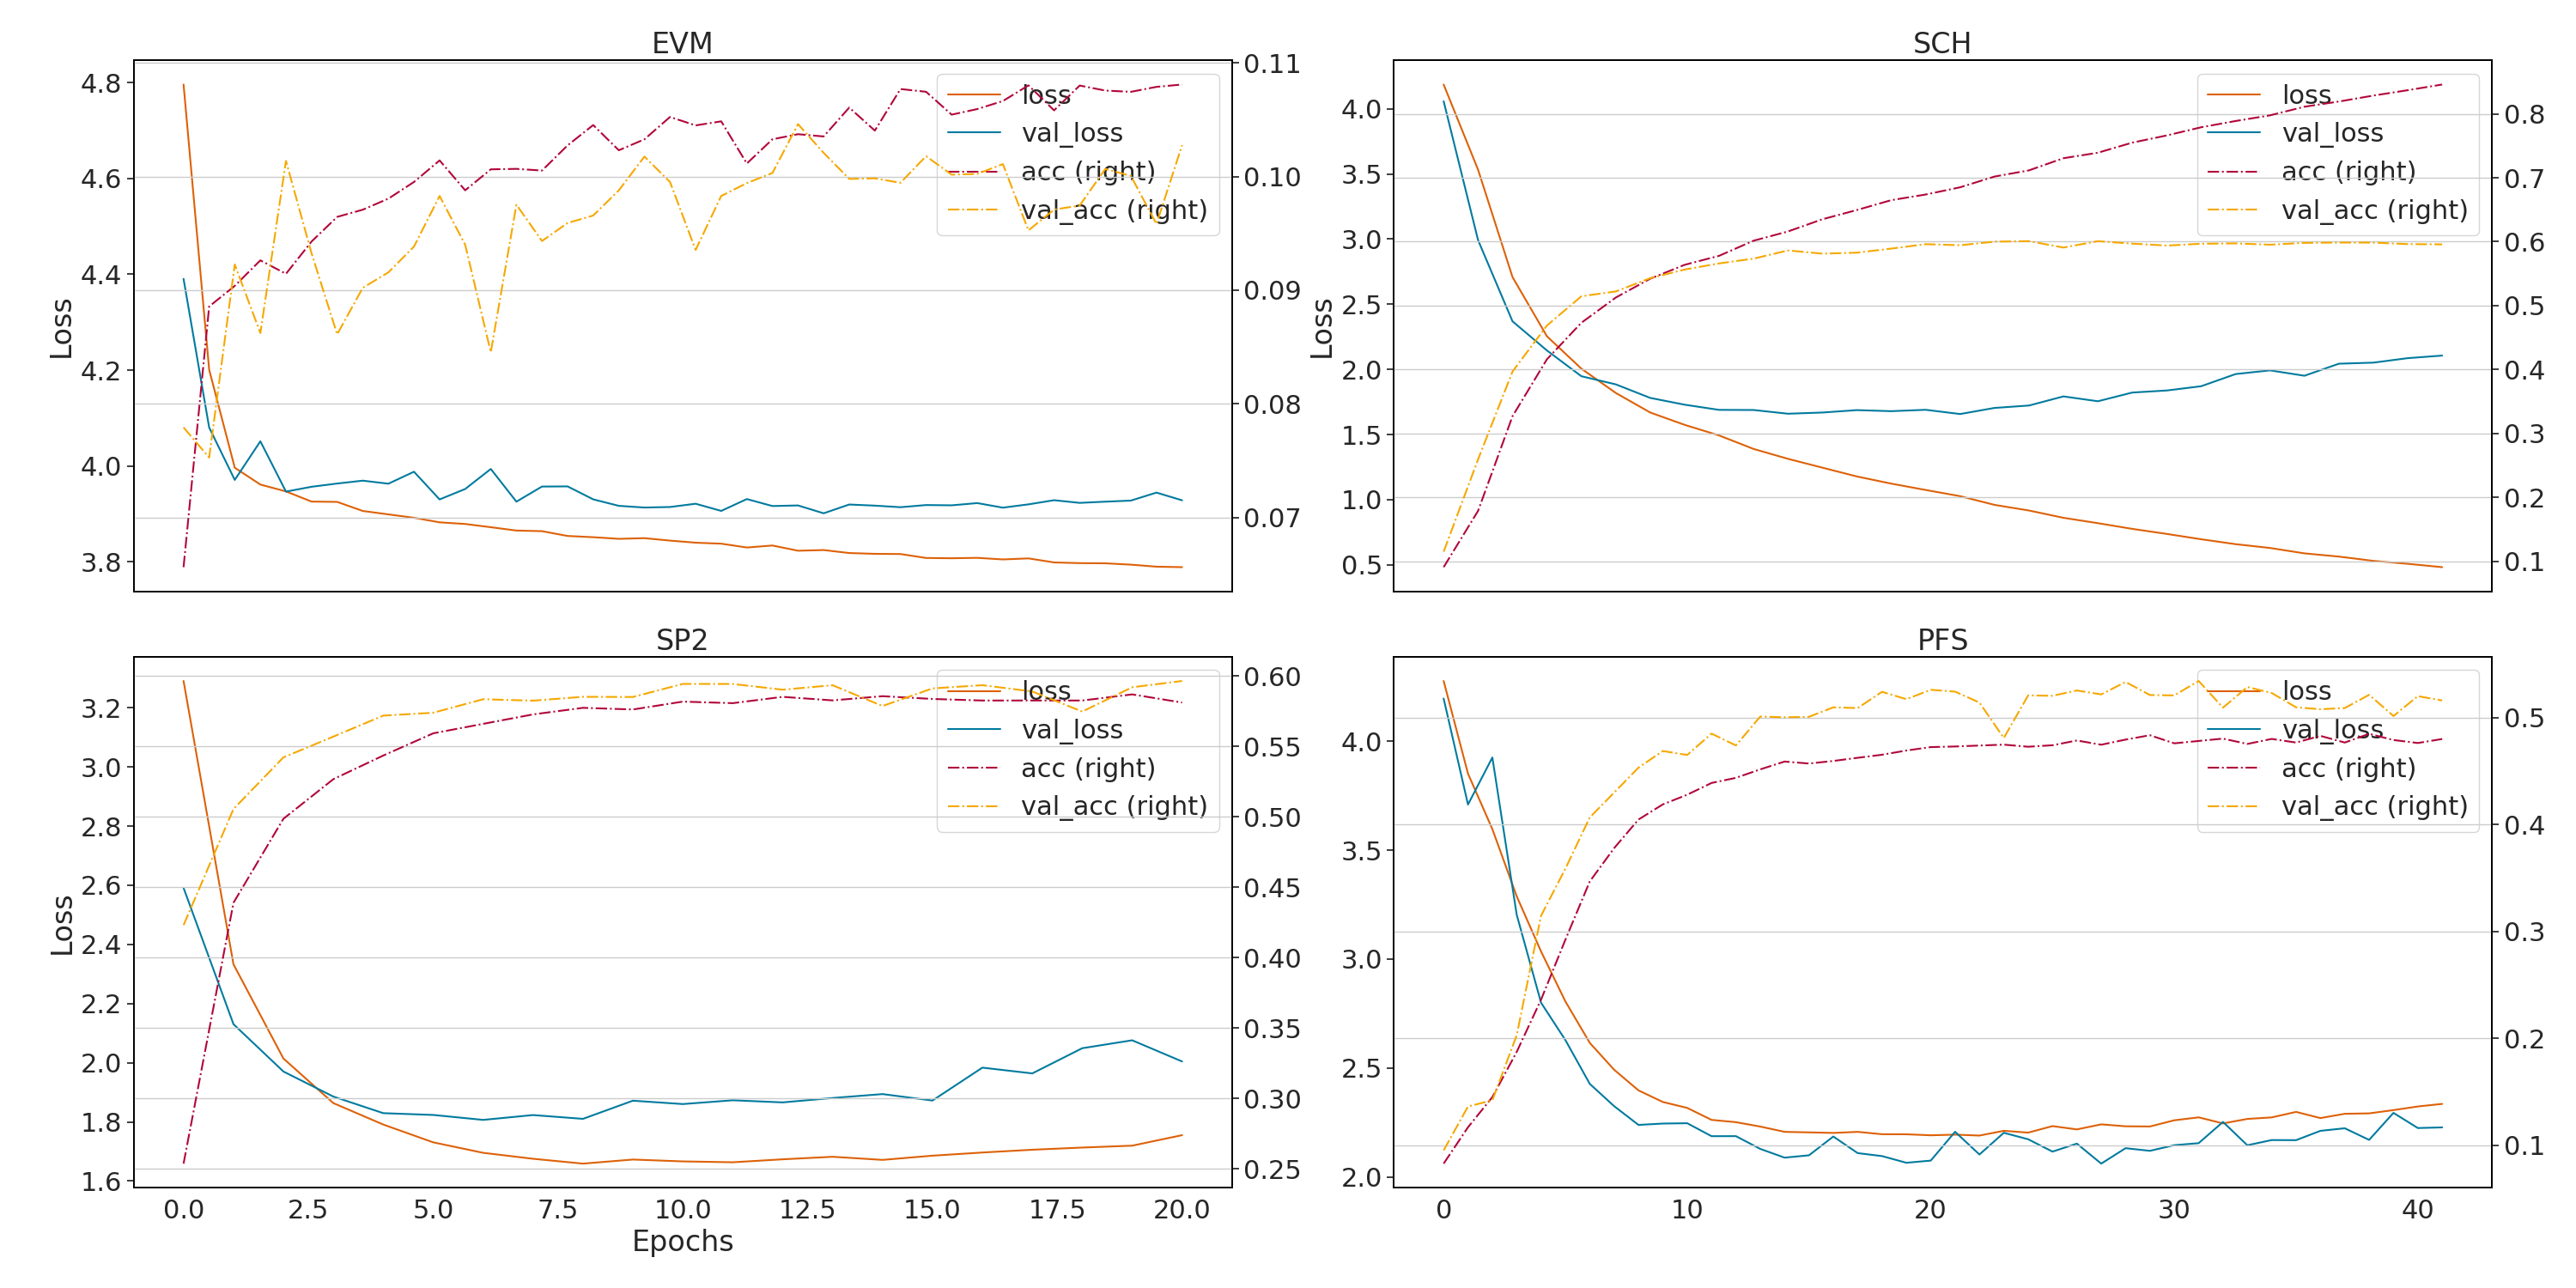 EVM
4.8
4.6
4.4
4.2
4.0
3.8
Loss
0.11
0.10
0.09
0.08
0.07
loss
val_loss
acc (right)
val_acc (right)
SCH
4.0
3.5
3.0
2.5
2.0
1.5
1.0
0.5
Loss
0.8
0.7
0.6
0.5
0.4
0.3
0.2
0.1
loss
val_loss
acc (right)
val_acc (right)
SP2
3.2
3.0
2.8
2.6
2.4
2.2
2.0
1.8
1.6
Loss
0.60
0.55
0.50
0.45
0.40
0.35
0.30
0.25
loss
val_loss
acc (right)
val_acc (right)
0.0 2.5 5.0 7.5 10.0 12.5 15.0 17.5 20.0
Epochs
PFS
4.0
3.5
3.0
2.5
2.0
0.5
0.4
0.3
0.2
0.1
loss
val_loss
acc (right)
val_acc (right)
0 10 20 30 40